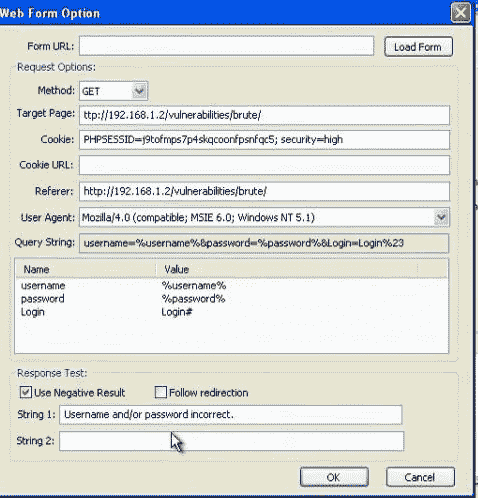 Web Form Option
Form URL: Load Form
Request Options:
Method: GET
Target Page: ttp://192.168.1.2/vulnerabilities/brute/
Cookie: PHPSESSID=j9tofmps7p4skqcoonfpsnfqc5; security=high
Cookie URL:
Referer: http://192.168.1.2/vulnerabilities/brute/
User Agent: Mozilla/4.0 (compatible; MSIE 6.0; Windows NT 5.1)
Query String: username=%username%&password=%password%&Login=Login%23
Name Value
username %username%
password %password%
Login Login#
Response Test:
Use Negative Result Follow redirection
String 1: Username and/or password incorrect.
String 2:
OK Cancel